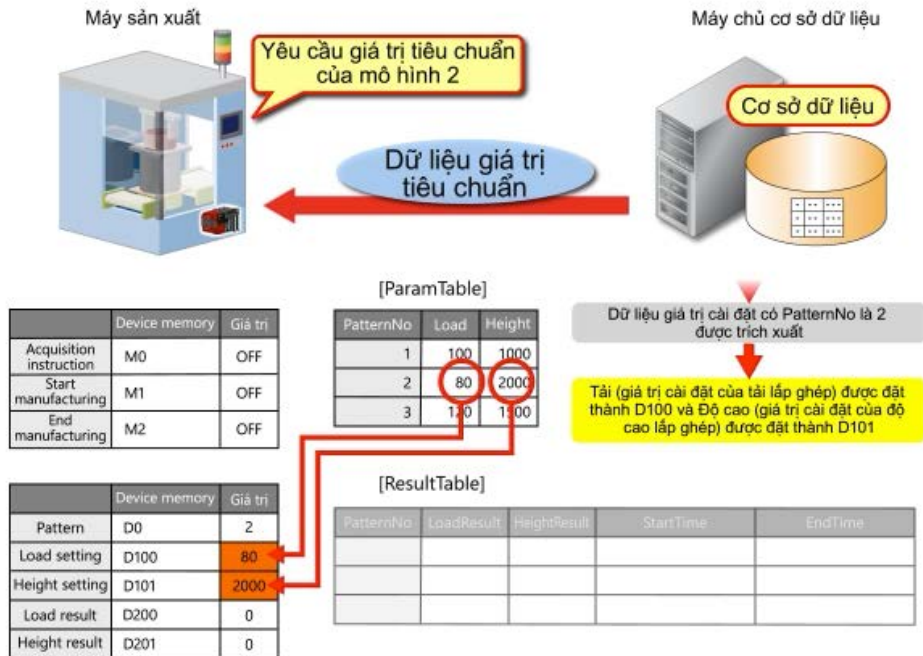 Máy sản xuất
Máy chủ cơ sở dữ liệu
Yêu cầu giá trị tiêu chuẩn
của mô hình 2
Cơ sở dữ liệu
Dữ liệu giá trị
tiêu chuẩn
Device memory Giá trị
Acquisition
instruction M0 OFF
Start
manufacturing M1 OFF
End
manufacturing M2 OFF
[ParamTable]
PatternNo Load Height
1 100 1000
2 80 2000
3 120 1500
Dữ liệu giá trị cài đặt có PatternNo là 2
được trích xuất
Tải (giá trị cài đặt của tải lắp ghép) được đặt
thành D100 và Độ cao (giá trị cài đặt của độ
cao lắp ghép) được đặt thành D101
Device memory Giá trị
Pattern D0 2
Load setting D100 80
Height setting D101 2000
Load result D200 0
Height result D201 0
[ResultTable]
PatternNo LoadResult HeightResult StartTime EndTime